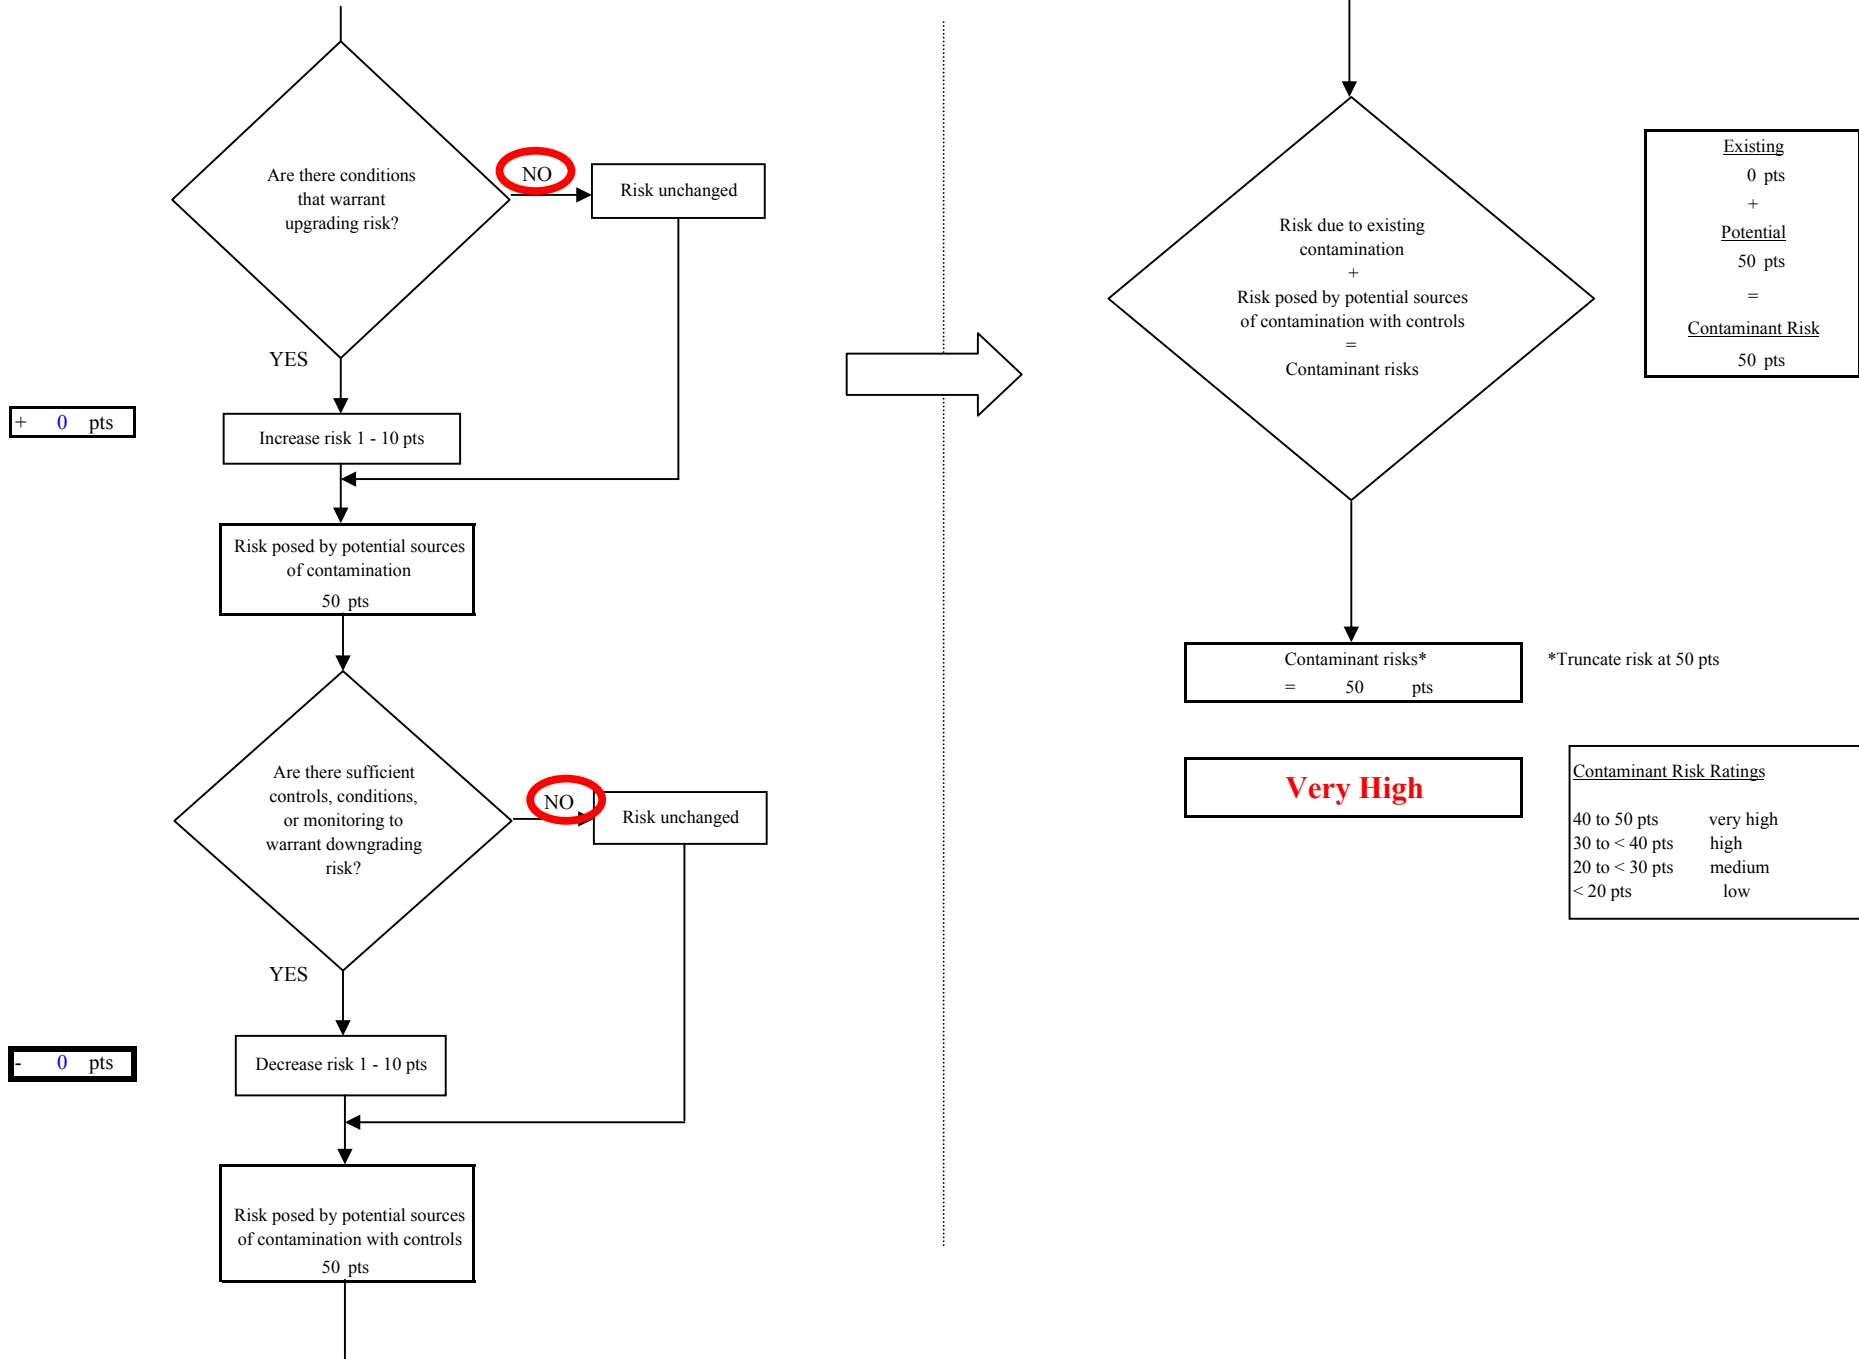 Are there conditions
that warrant
upgrading risk?
NO
Risk unchanged
YES
+ 0 pts
Increase risk 1 - 10 pts
Risk posed by potential sources
of contamination
50 pts
Are there sufficient
controls, conditions,
or monitoring to
warrant downgrading
risk?
NO
Risk unchanged
YES
- 0 pts
Decrease risk 1 - 10 pts
Risk posed by potential sources
of contamination with controls
50 pts
Risk due to existing
contamination
+
Risk posed by potential sources
of contamination with controls
=
Contaminant risks
Existing
0 pts
+
Potential
50 pts
=
Contaminant Risk
50 pts
Contaminant risks*
= 50 pts
*Truncate risk at 50 pts
Very High
Contaminant Risk Ratings
40 to 50 pts very high
30 to < 40 pts high
20 to < 30 pts medium
< 20 pts low